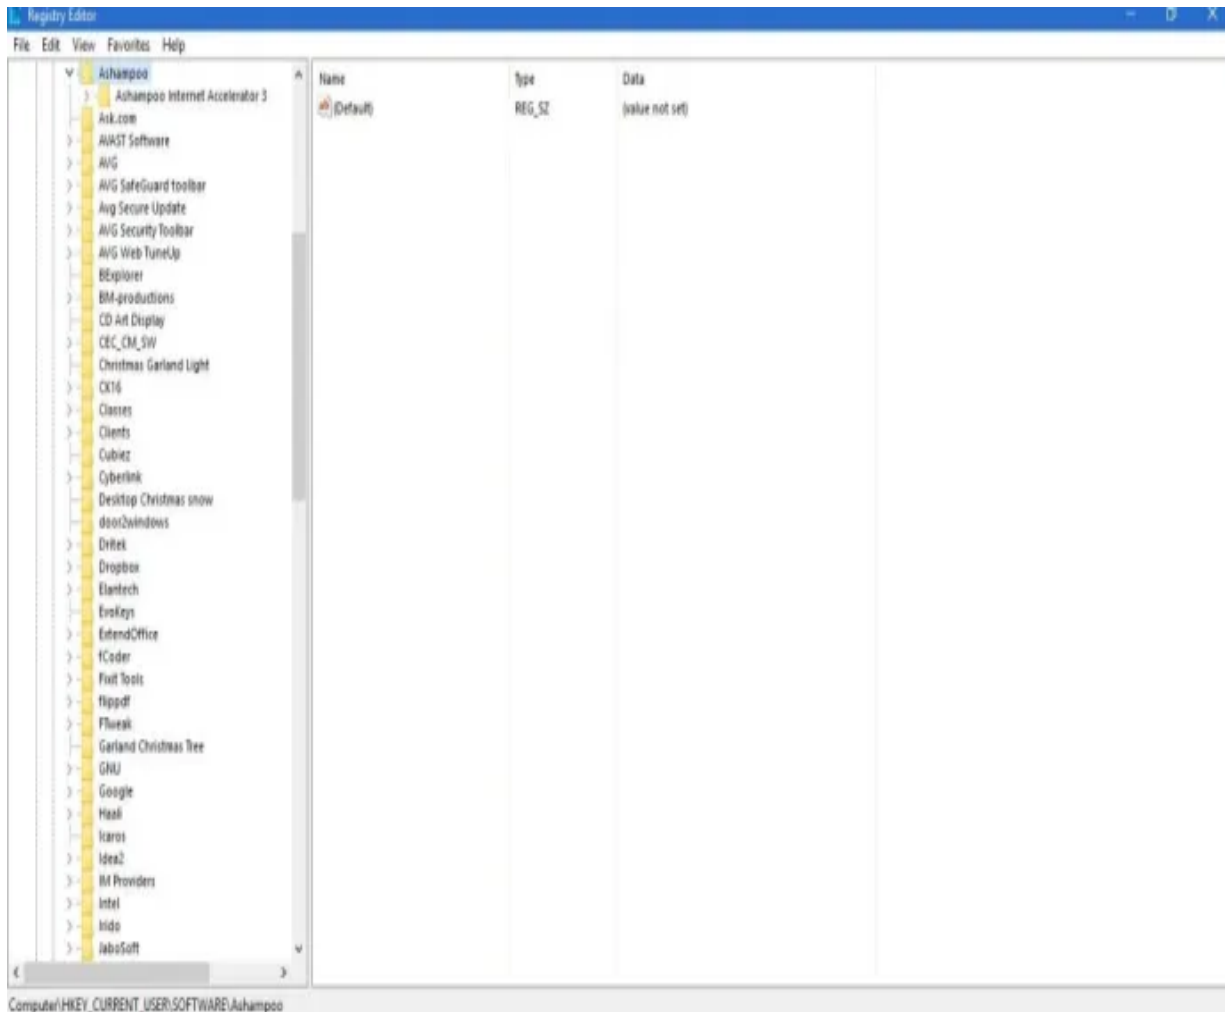 Registry Editor
File Edit View Favorites Help
Ashampoo
Ashampoo Internet Accelerator 3
Ask.com
AVAST Software
AVG
AVG SafeGuard toolbar
Avg Secure Update
AVG Security Toolbar
AVG Web TuneUp
BExplorer
BM-productions
CD Art Display
CEC_CM_SW
Christmas Garland Light
CK16
Classes
Clients
Cubiez
Cyberlink
Desktop Christmas snow
door2windows
Dritek
Dropbox
Elantech
EvoKeys
ExtendOffice
fCoder
Fixit Tools
flippdf
FTweak
Garland Christmas Tree
GNU
Google
Haali
Icaros
Idea2
IM Providers
Intel
JaboSoft
Name Type Data
(Default) REG_SZ (value not set)
Computer\HKEY_CURRENT_USER\SOFTWARE\Ashampoo